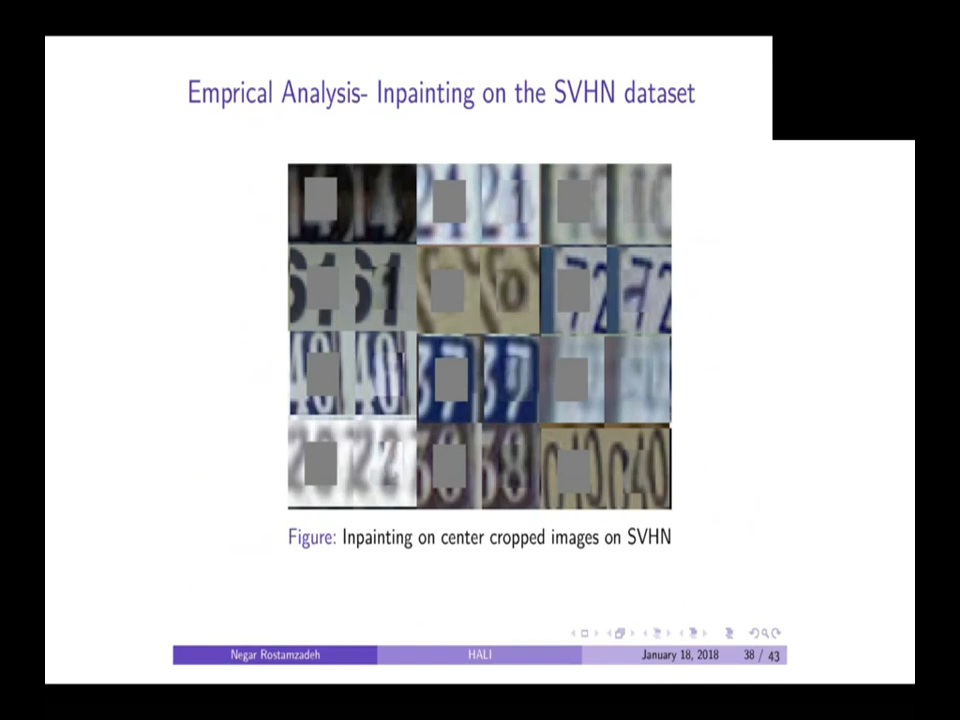 Emprical Analysis- Inpainting on the SVHN dataset
Figure: Inpainting on center cropped images on SVHN
Negar Rostamzadeh HALI January 18, 2018 38 / 43